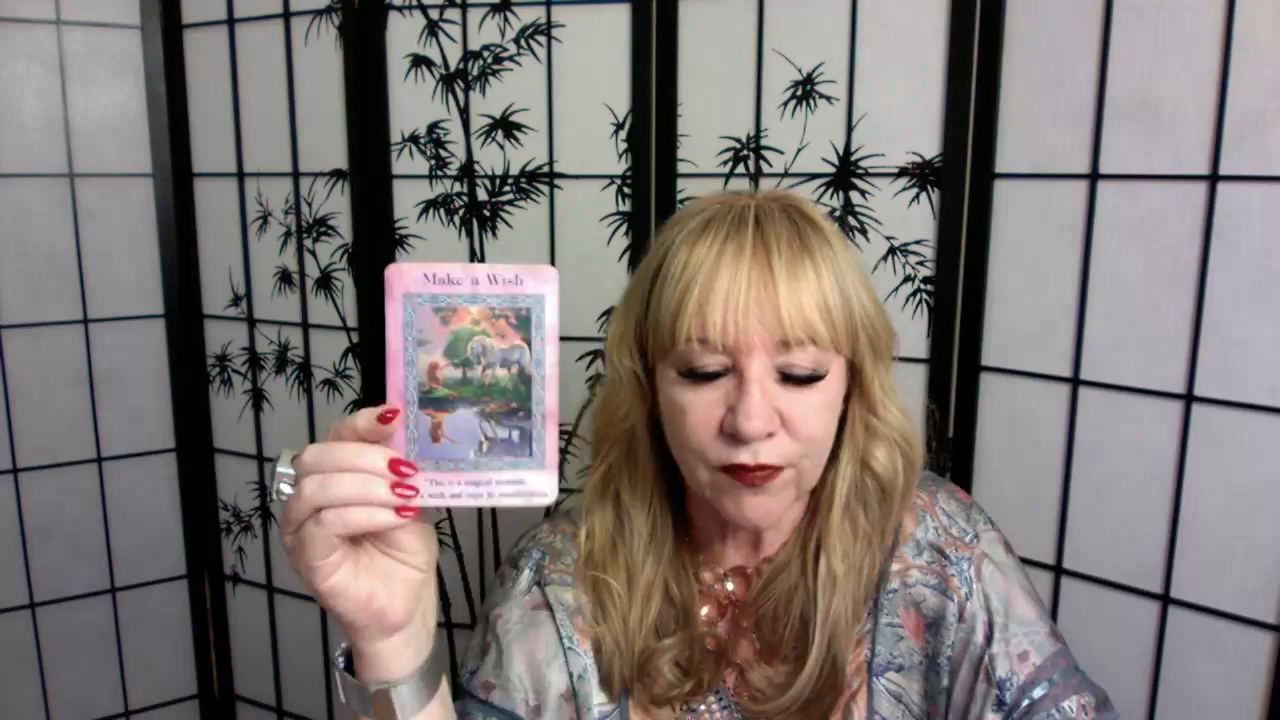 Make a Wish
"This is a magical moment.
wish, and expect its manifestation